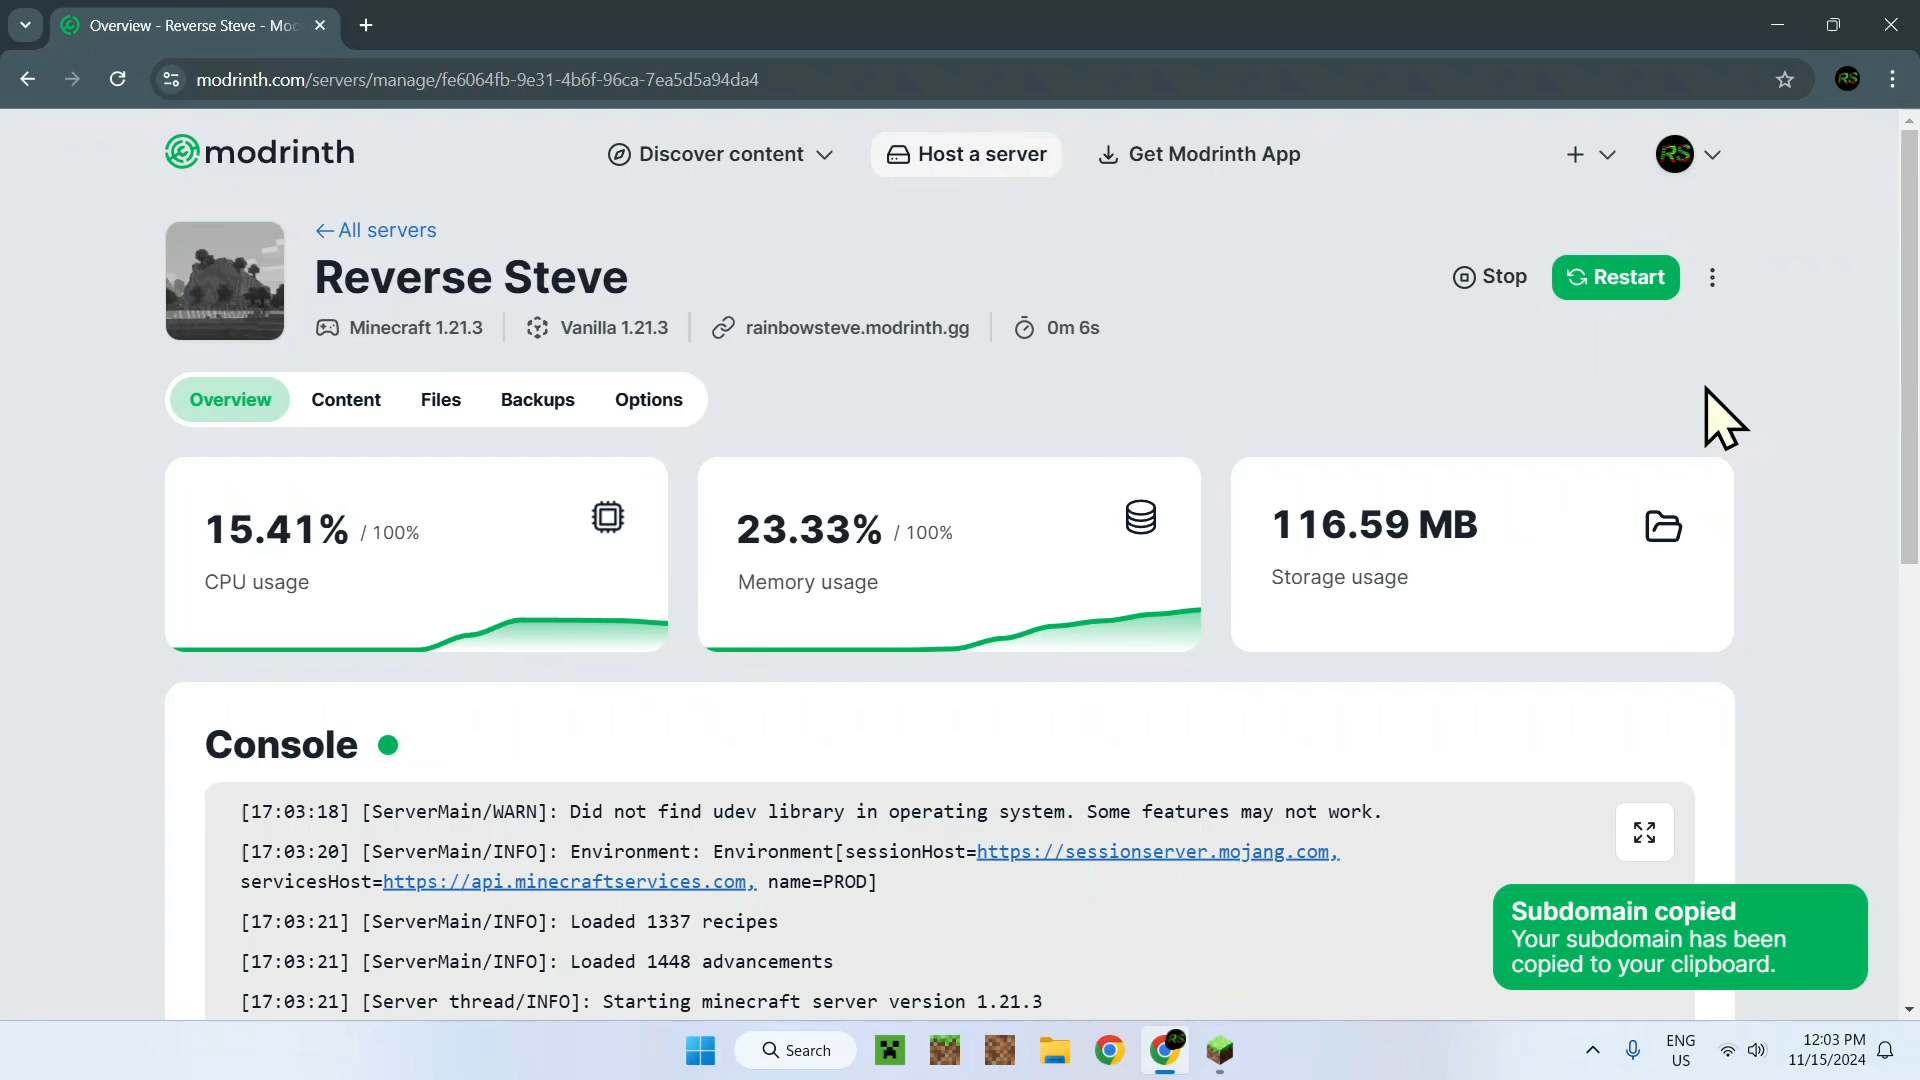 Overview - Reverse Steve - Mo
modrinth.com/servers/manage/fe6064fb-9e31-4b6f-96ca-7ea5d5a94da4
RS
modrinth
Discover content
Host a server
Get Modrinth App
RS
All servers
Reverse Steve
Stop
Restart
Minecraft 1.21.3
Vanilla 1.21.3
rainbowsteve.modrinth.gg
0m 6s
Overview
Content
Files
Backups
Options
15.41% / 100%
CPU usage
23.33% / 100%
Memory usage
116.59 MB
Storage usage
Console
[17:03:18] [ServerMain/WARN]: Did not find udev library in operating system. Some features may not work.
[17:03:20] [ServerMain/INFO]: Environment: Environment[sessionHost=https://sessionserver.mojang.com,
servicesHost=https://api.minecraftservices.com, name=PROD]
[17:03:21] [ServerMain/INFO]: Loaded 1337 recipes
[17:03:21] [ServerMain/INFO]: Loaded 1448 advancements
[17:03:21] [Server thread/INFO]: Starting minecraft server version 1.21.3
Subdomain copied
Your subdomain has been
copied to your clipboard.
Search
RS
ENG
US
12:03 PM
11/15/2024